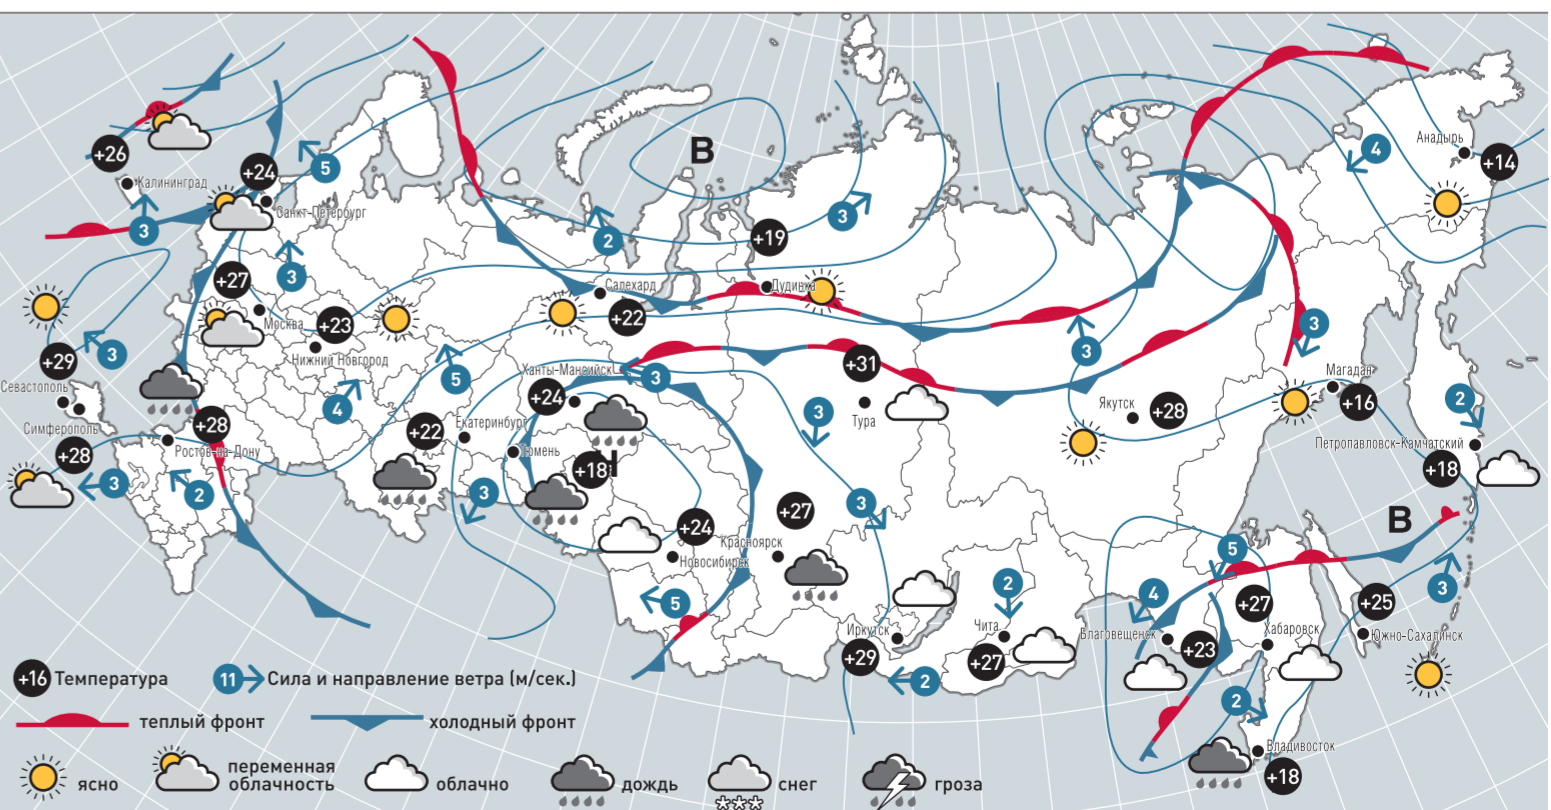 В
Анадырь
4
+14
+26
Калининград
+24
5
Санкт-Петербург
3
2
3
+19
3
+27
Москва
+23
Нижний Новгород
Салехард
+22
Дудинка
3
+29
3
Севастополь
Симферополь
+28
3
+28
Ростов-на-Дону
2
4
5
Ханты-Мансийск
3
+24
+22
Екатеринбург
Тюмень
+18
Н
3
+31
Тура
3
3
Якутск
+28
3
Магадан
+16
2
Петропавловск-Камчатский
+18
В
+24
Новосибирск
5
+27
Красноярск
3
Иркутск
+29
2
2
Чита
+27
5
4
Благовещенск
+23
+27
Хабаровск
+25
Южно-Сахалинск
3
2
Владивосток
+18
+16 Температура
11 Сила и направление ветра (м/сек.)
теплый фронт
холодный фронт
ясно
переменная
облачность
облачно
дождь
снег
гроза